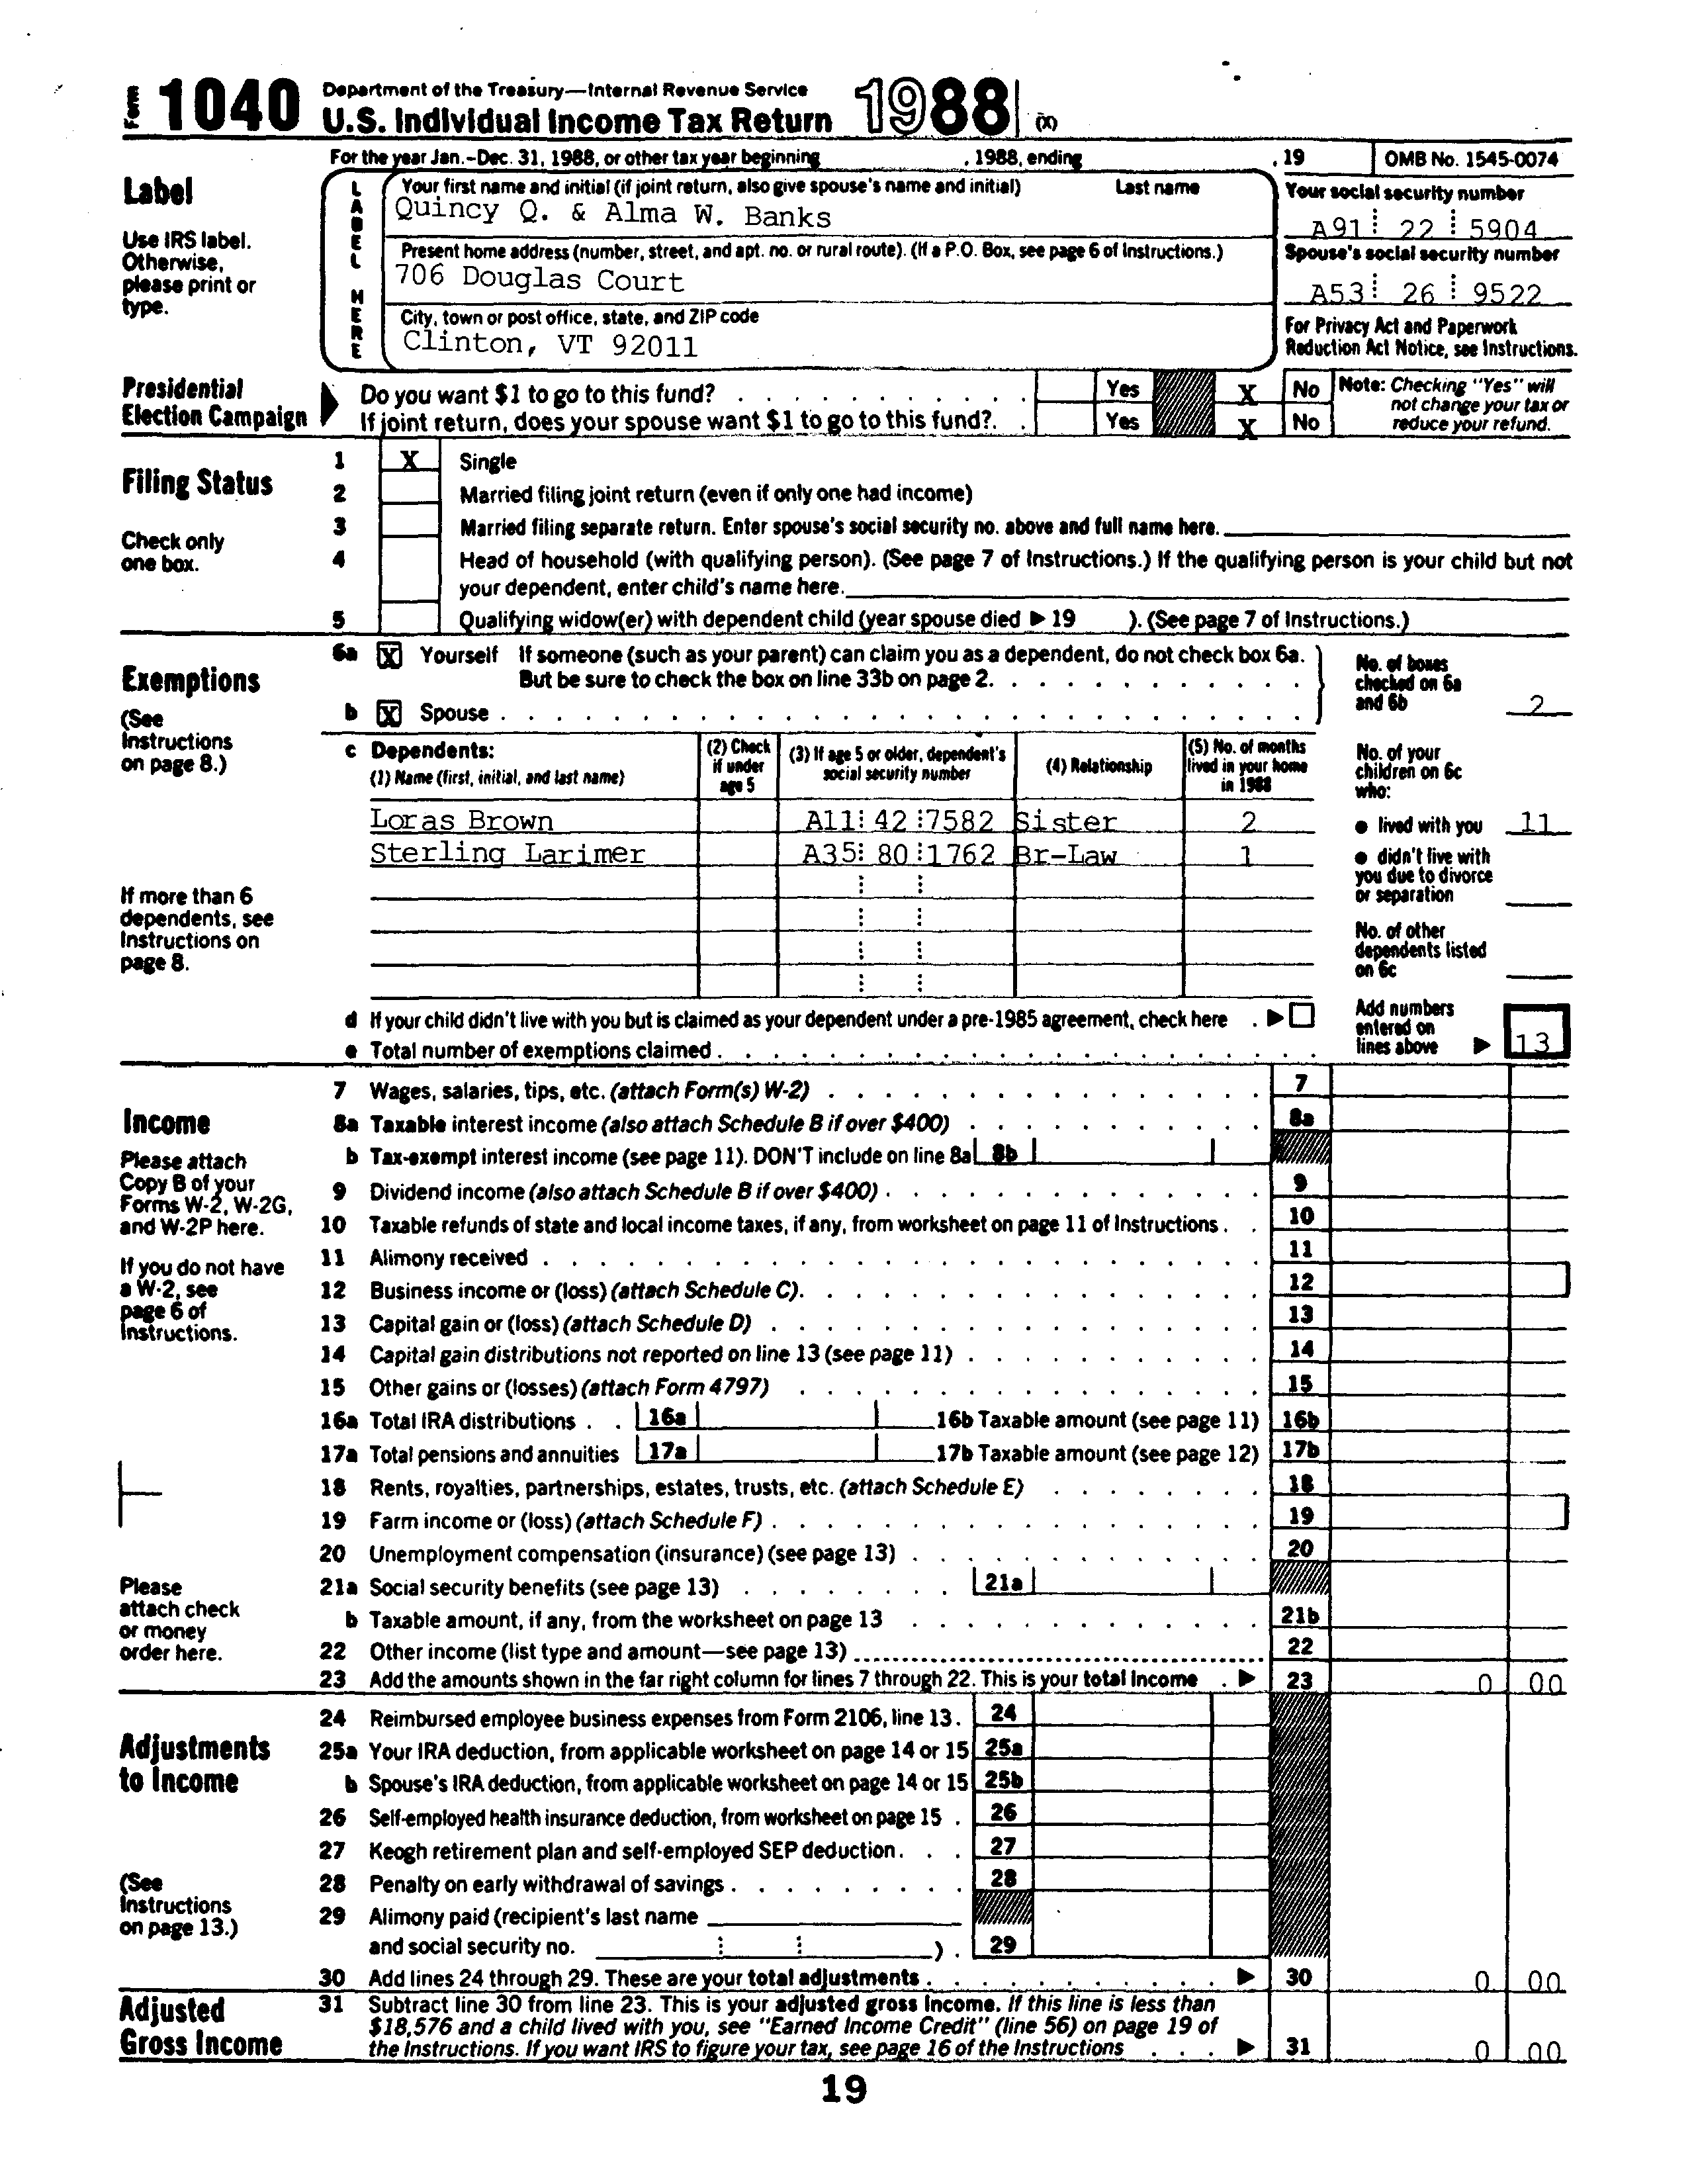 Form 1040 Department of the Treasury—Internal Revenue Service
U.S. Individual Income Tax Return 1988 (X)
For the year Jan.-Dec. 31, 1988, or other tax year beginning , 1988, ending , 19 OMB No. 1545-0074
Label
Use IRS label.
Otherwise,
please print or
type.
LABEL HERE
Your first name and initial (if joint return, also give spouse's name and initial) Last name
Quincy Q. & Alma W. Banks
Present home address (number, street, and apt. no. or rural route). (If a P.O. Box, see page 6 of Instructions.)
706 Douglas Court
City, town or post office, state, and ZIP code
Clinton, VT 92011
Your social security number
A91 22 5904
Spouse's social security number
A53 26 9522
For Privacy Act and Paperwork
Reduction Act Notice, see Instructions.
Presidential
Election Campaign
Do you want $1 to go to this fund? Yes X No
If joint return, does your spouse want $1 to go to this fund?. Yes X No
Note: Checking "Yes" will
not change your tax or
reduce your refund.
Filing Status
Check only
one box.
1 X Single
2 Married filing joint return (even if only one had income)
3 Married filing separate return. Enter spouse's social security no. above and full name here.
4 Head of household (with qualifying person). (See page 7 of Instructions.) If the qualifying person is your child but not
your dependent, enter child's name here.
5 Qualifying widow(er) with dependent child (year spouse died ▶ 19 ). (See page 7 of Instructions.)
Exemptions
(See
Instructions
on page 8.)
If more than 6
dependents, see
Instructions on
page 8.
6a X Yourself If someone (such as your parent) can claim you as a dependent, do not check box 6a.
But be sure to check the box on line 33b on page 2.
b X Spouse
No. of boxes
checked on 6a
and 6b 2
c Dependents:
(1) Name (first, initial, and last name)
(2) Check
if under
age 5
(3) If age 5 or older, dependent's
social security number
(4) Relationship
(5) No. of months
lived in your home
in 1988
Loras Brown A11 42 7582 Sister 2
Sterling Larimer A35 80 1762 Br-Law 1
No. of your
children on 6c
who:
● lived with you 11
● didn't live with
you due to divorce
or separation
No. of other
dependents listed
on 6c
d If your child didn't live with you but is claimed as your dependent under a pre-1985 agreement, check here . ▶
e Total number of exemptions claimed
Add numbers
entered on
lines above ▶ 13
Income
Please attach
Copy B of your
Forms W-2, W-2G,
and W-2P here.
If you do not have
a W-2, see
page 6 of
Instructions.
Please
attach check
or money
order here.
7 Wages, salaries, tips, etc. (attach Form(s) W-2) 7
8a Taxable interest income (also attach Schedule B if over $400) 8a
b Tax-exempt interest income (see page 11). DON'T include on line 8a 8b
9 Dividend income (also attach Schedule B if over $400) 9
10 Taxable refunds of state and local income taxes, if any, from worksheet on page 11 of Instructions 10
11 Alimony received 11
12 Business income or (loss) (attach Schedule C). 12
13 Capital gain or (loss) (attach Schedule D) 13
14 Capital gain distributions not reported on line 13 (see page 11) 14
15 Other gains or (losses) (attach Form 4797) 15
16a Total IRA distributions 16a 16b Taxable amount (see page 11) 16b
17a Total pensions and annuities 17a 17b Taxable amount (see page 12) 17b
18 Rents, royalties, partnerships, estates, trusts, etc. (attach Schedule E) 18
19 Farm income or (loss) (attach Schedule F) 19
20 Unemployment compensation (insurance) (see page 13) 20
21a Social security benefits (see page 13) 21a
b Taxable amount, if any, from the worksheet on page 13 21b
22 Other income (list type and amount—see page 13) 22
23 Add the amounts shown in the far right column for lines 7 through 22. This is your total income ▶ 23 0 00
Adjustments
to Income
(See
Instructions
on page 13.)
24 Reimbursed employee business expenses from Form 2106, line 13. 24
25a Your IRA deduction, from applicable worksheet on page 14 or 15 25a
b Spouse's IRA deduction, from applicable worksheet on page 14 or 15 25b
26 Self-employed health insurance deduction, from worksheet on page 15 26
27 Keogh retirement plan and self-employed SEP deduction 27
28 Penalty on early withdrawal of savings 28
29 Alimony paid (recipient's last name
and social security no. ) 29
30 Add lines 24 through 29. These are your total adjustments ▶ 30 0 00
Adjusted
Gross Income
31 Subtract line 30 from line 23. This is your adjusted gross income. If this line is less than
$18,576 and a child lived with you, see "Earned Income Credit" (line 56) on page 19 of
the Instructions. If you want IRS to figure your tax, see page 16 of the Instructions ▶ 31 0 00
19